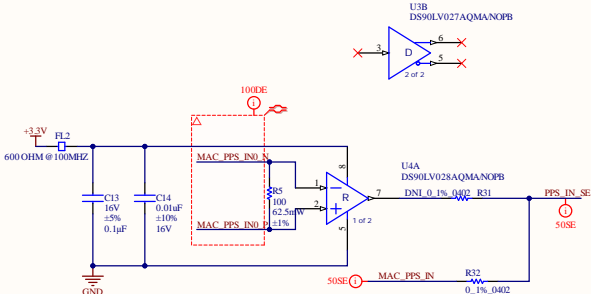 U3B
DS90LV027AQMA/NOPB
3
D
6
5
2 of 2
100DE
i
+3.3V
FL2
600 OHM @100MHZ
C13
16V
±5%
0.1µF
C14
0.01uF
±10%
16V
MAC_PPS_IN0_N
R5
100
62.5mW
±1%
MAC_PPS_IN0_P
1
2
8
R
5
7
1 of 2
U4A
DS90LV028AQMA/NOPB
DNI_0_1%_0402 R31
PPS_IN_SE
i
50SE
50SE i
MAC_PPS_IN
R32
0_1%_0402
GND